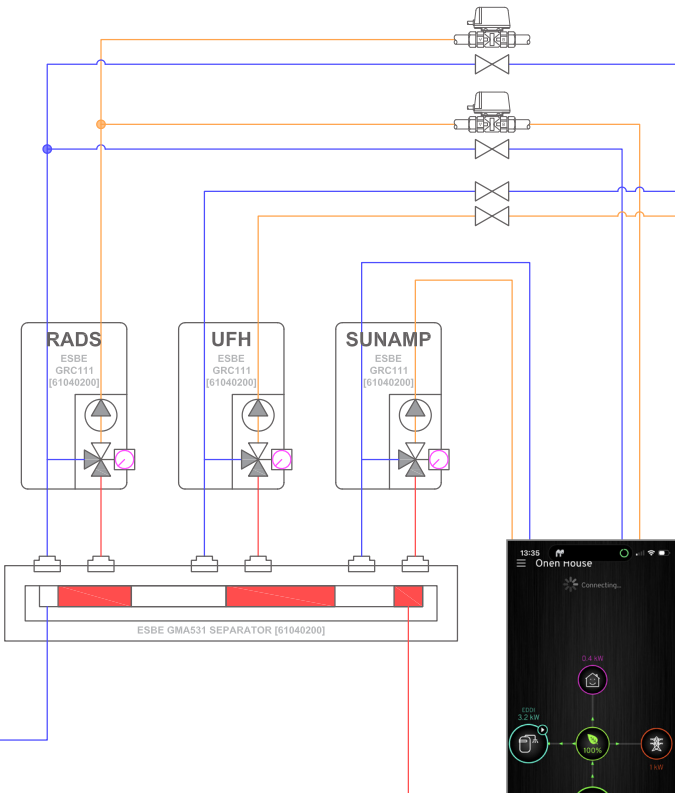 RADS
ESBE
GRC111
[61040200]
UFH
ESBE
GRC111
[61040200]
SUNAMP
ESBE
GRC111
[61040200]
ESBE GMA531 SEPARATOR [61040200]
13:35
Onen House
Connecting...
0.4 kW
EDDI
3.2 kW
100%
1 kW